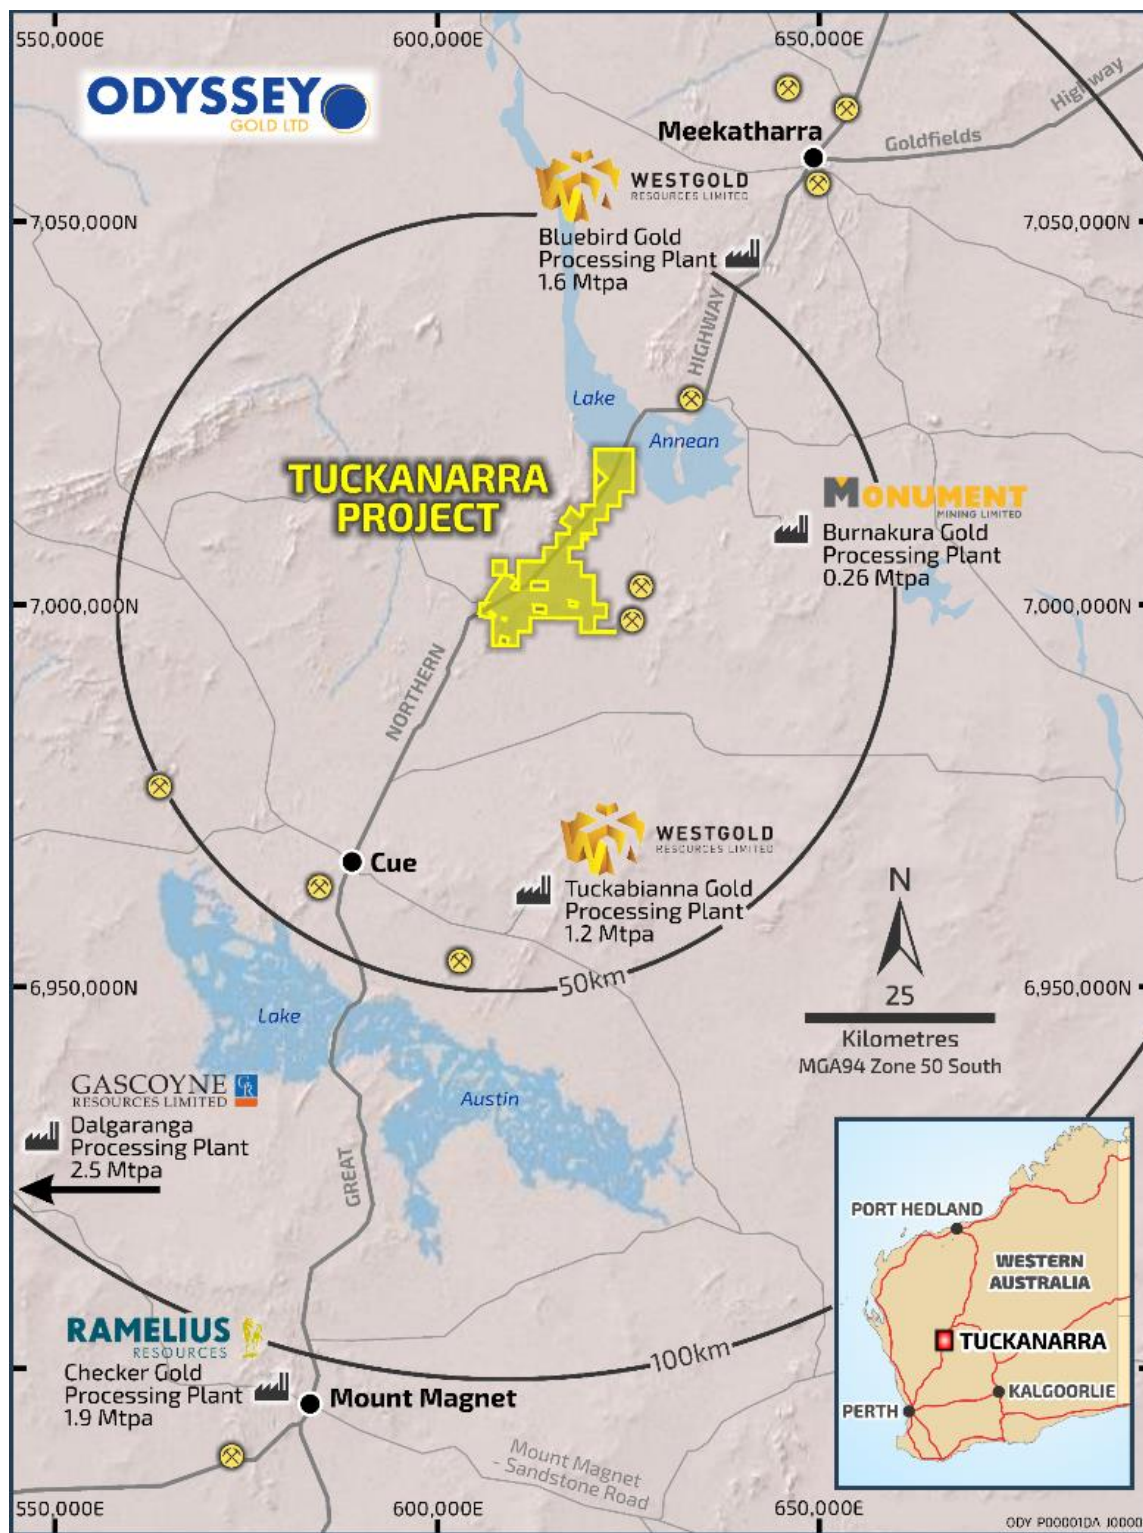 550,000E
600,000E
650,000E
ODYSSEY
GOLD LTD
Highway
Goldfields
Meekatharra
WESTGOLD
RESOURCES LIMITED
7,050,000N
7,050,000N
Bluebird Gold
Processing Plant
1.6 Mtpa
HIGHWAY
Lake
Annean
TUCKANARRA
PROJECT
MONUMENT
MINING LIMITED
Burnakura Gold
Processing Plant
0.26 Mtpa
7,000,000N
7,000,000N
NORTHERN
WESTGOLD
RESOURCES LIMITED
Cue
Tuckabianna Gold
Processing Plant
1.2 Mtpa
N
50km
6,950,000N
6,950,000N
25
Kilometres
MGA94 Zone 50 South
Lake
Austin
GASCOYNE
RESOURCES LIMITED
GR
Dalgaranga
Processing Plant
2.5 Mtpa
GREAT
PORT HEDLAND
WESTERN
AUSTRALIA
TUCKANARRA
KALGOORLIE
PERTH
RAMELIUS
RESOURCES
100km
Checker Gold
Processing Plant
1.9 Mtpa
Mount Magnet
Mount Magnet
- Sandstone Road
550,000E
600,000E
650,000E